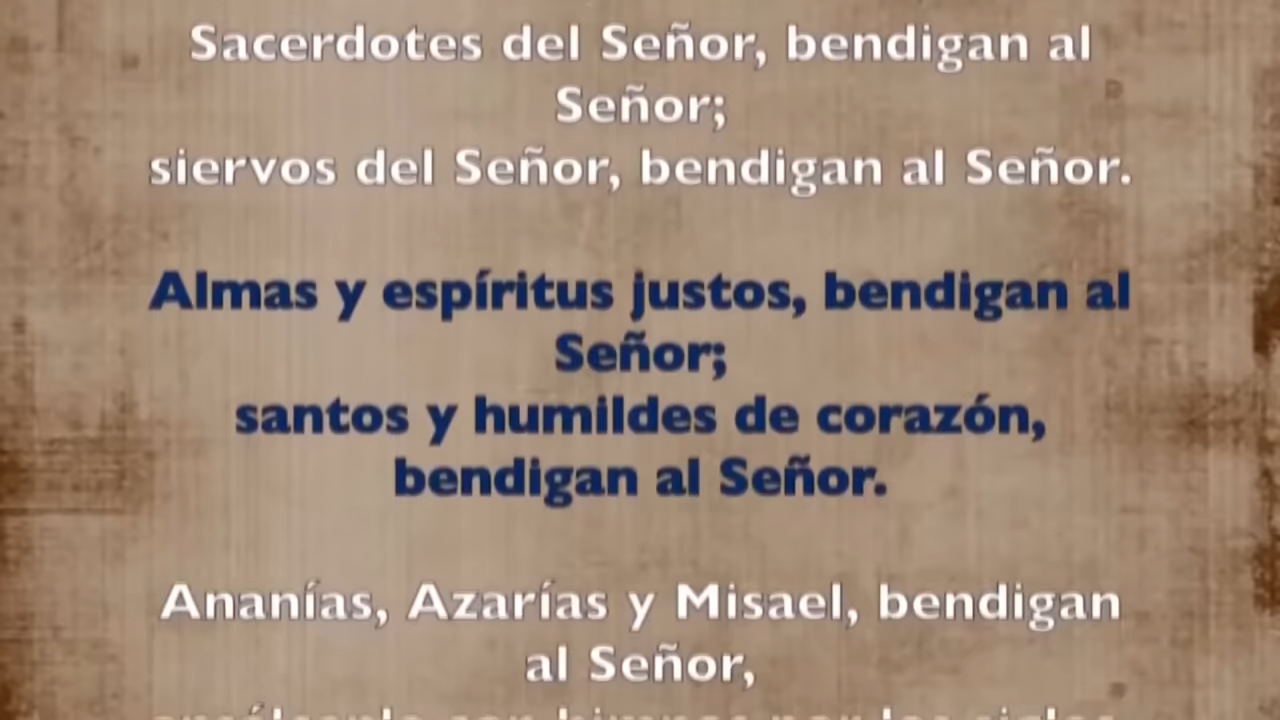 Sacerdotes del Señor, bendigan al
Señor;
siervos del Señor, bendigan al Señor.
Almas y espíritus justos, bendigan al
Señor;
santos y humildes de corazón,
bendigan al Señor.
Ananías, Azarías y Misael, bendigan
al Señor,